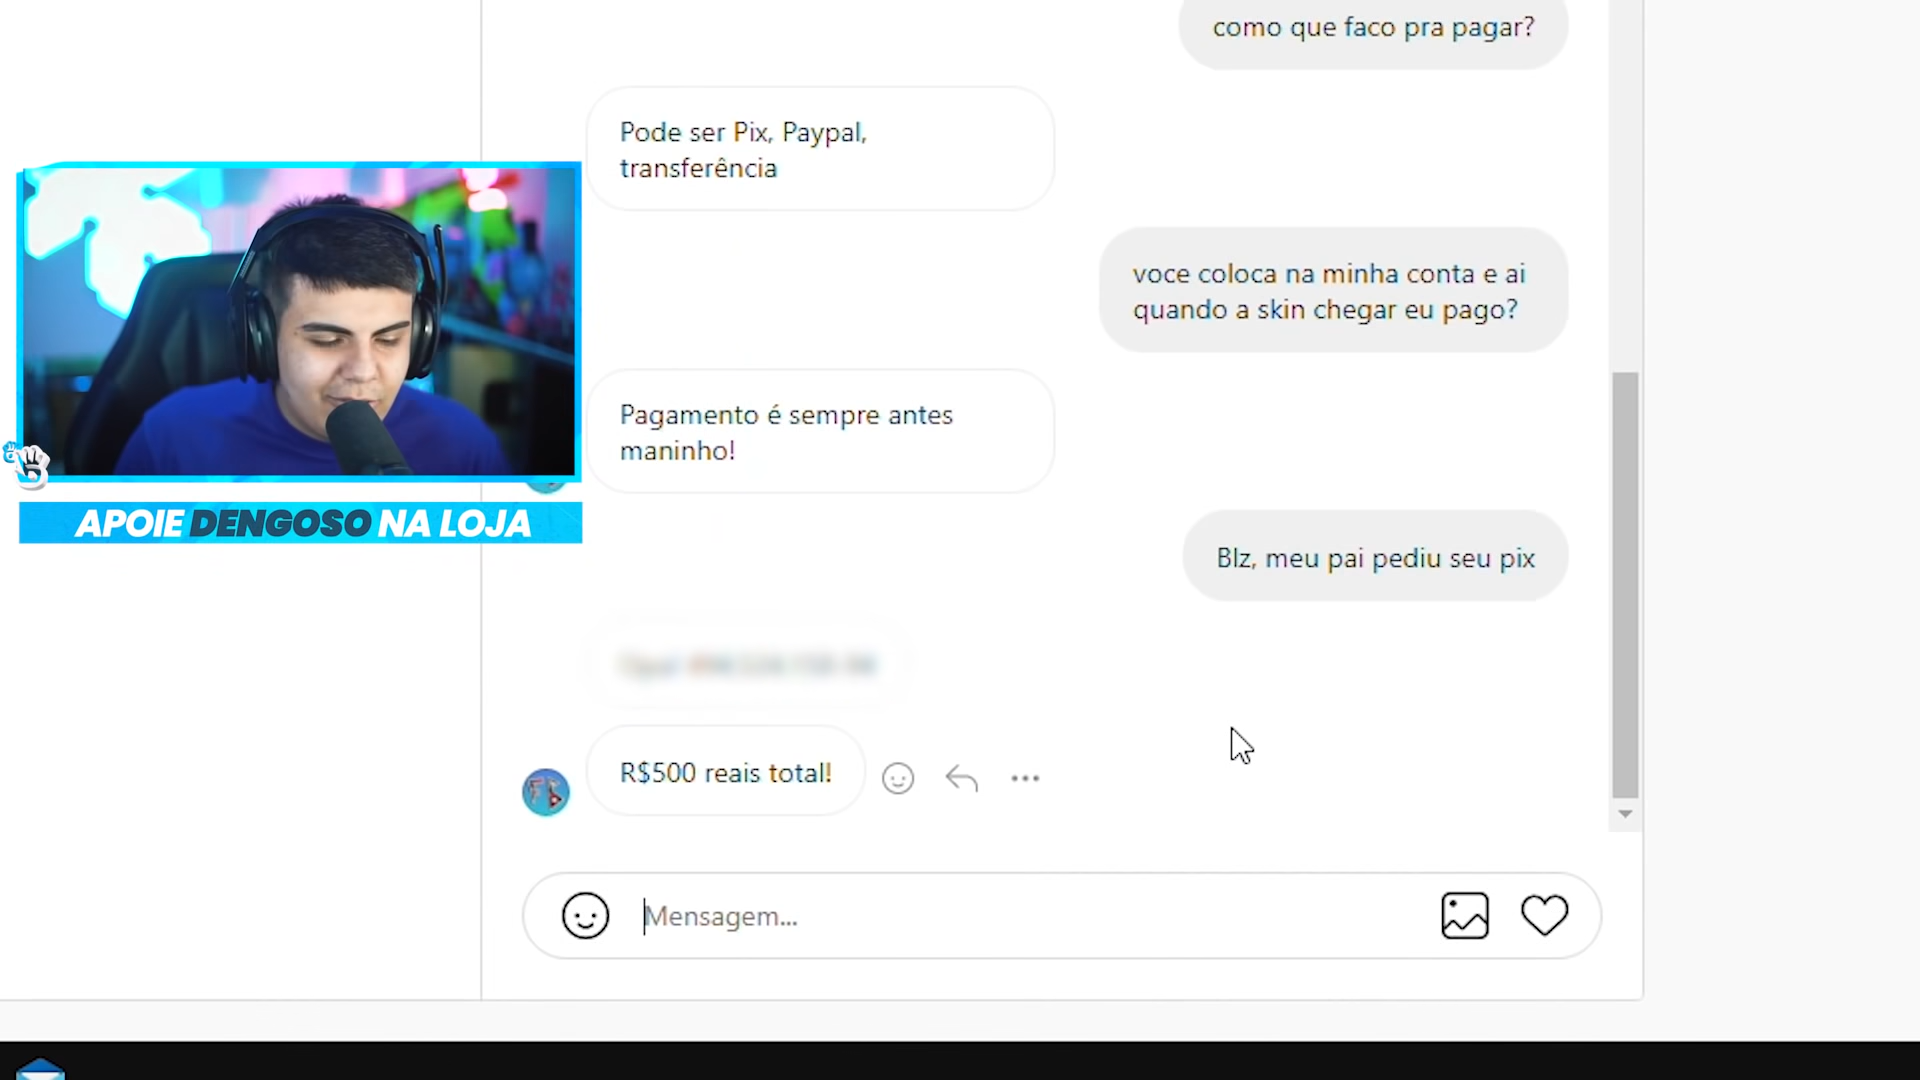 como que faco pra pagar?
Pode ser Pix, Paypal,
transferência
voce coloca na minha conta e ai
quando a skin chegar eu pago?
Pagamento é sempre antes
maninho!
APOIE DENGOSO NA LOJA
Blz, meu pai pediu seu pix
R$500 reais total!
Mensagem...